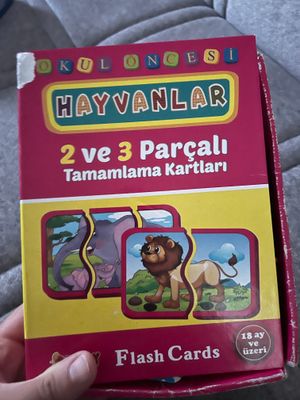 OKUL ÖNCESİ
HAYVANLAR
2 ve 3 Parçalı
Tamamlama Kartları
Flash Cards
18 ay ve
üzeri